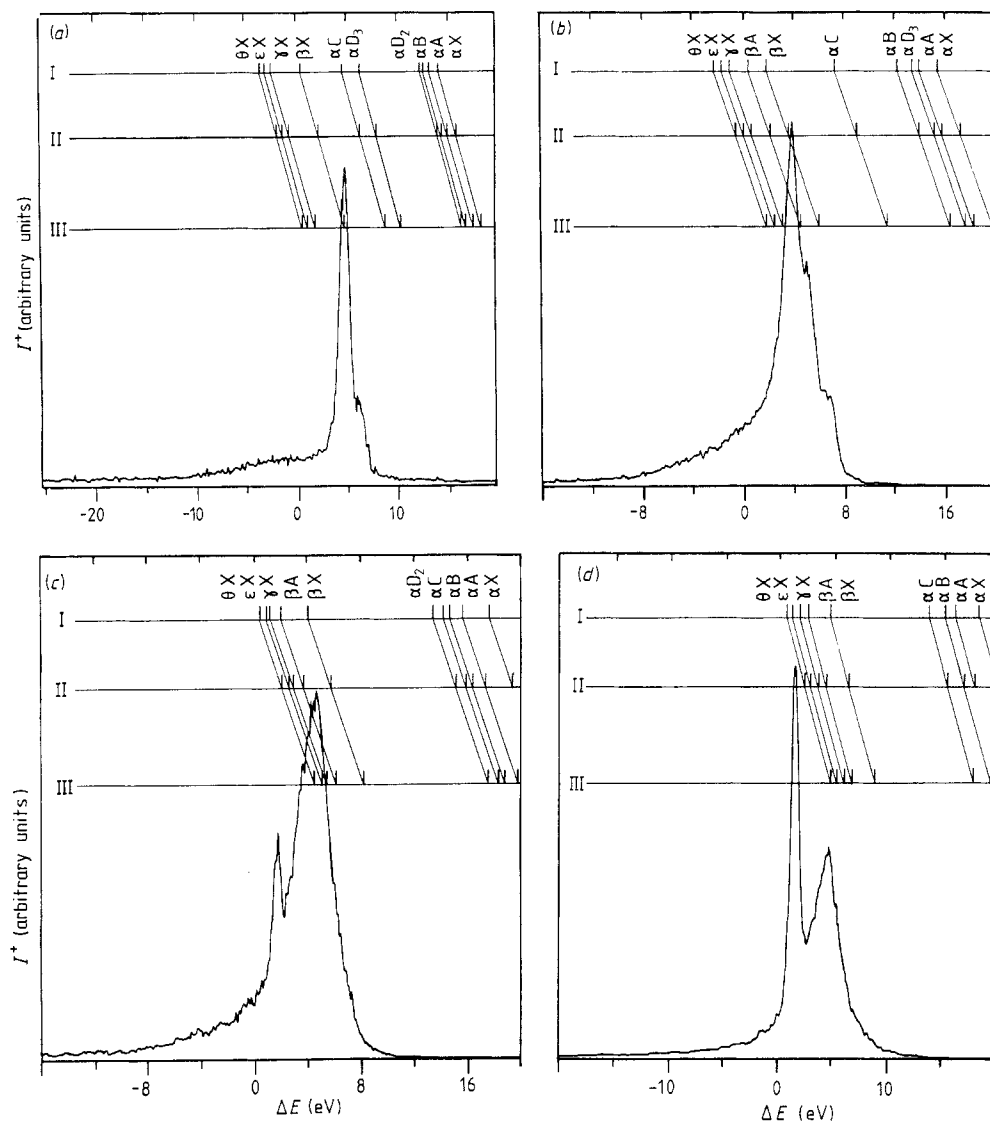 (a)
θX εX γX βX αC αD₃ αD₂ αB αA αX
I
II
III
I⁺ (arbitrary units)
-20 -10 0 10
(b)
θX εX γX βA βX αC αB αD₃ αA αX
I
II
III
-8 0 8 16
(c)
θX εX γX βA βX αD₂ αC αB αA αX
I
II
III
I⁺ (arbitrary units)
-8 0 8 16
ΔE (eV)
(d)
θX εX γX βA βX αC αB αA αX
I
II
III
-10 0 10
ΔE (eV)